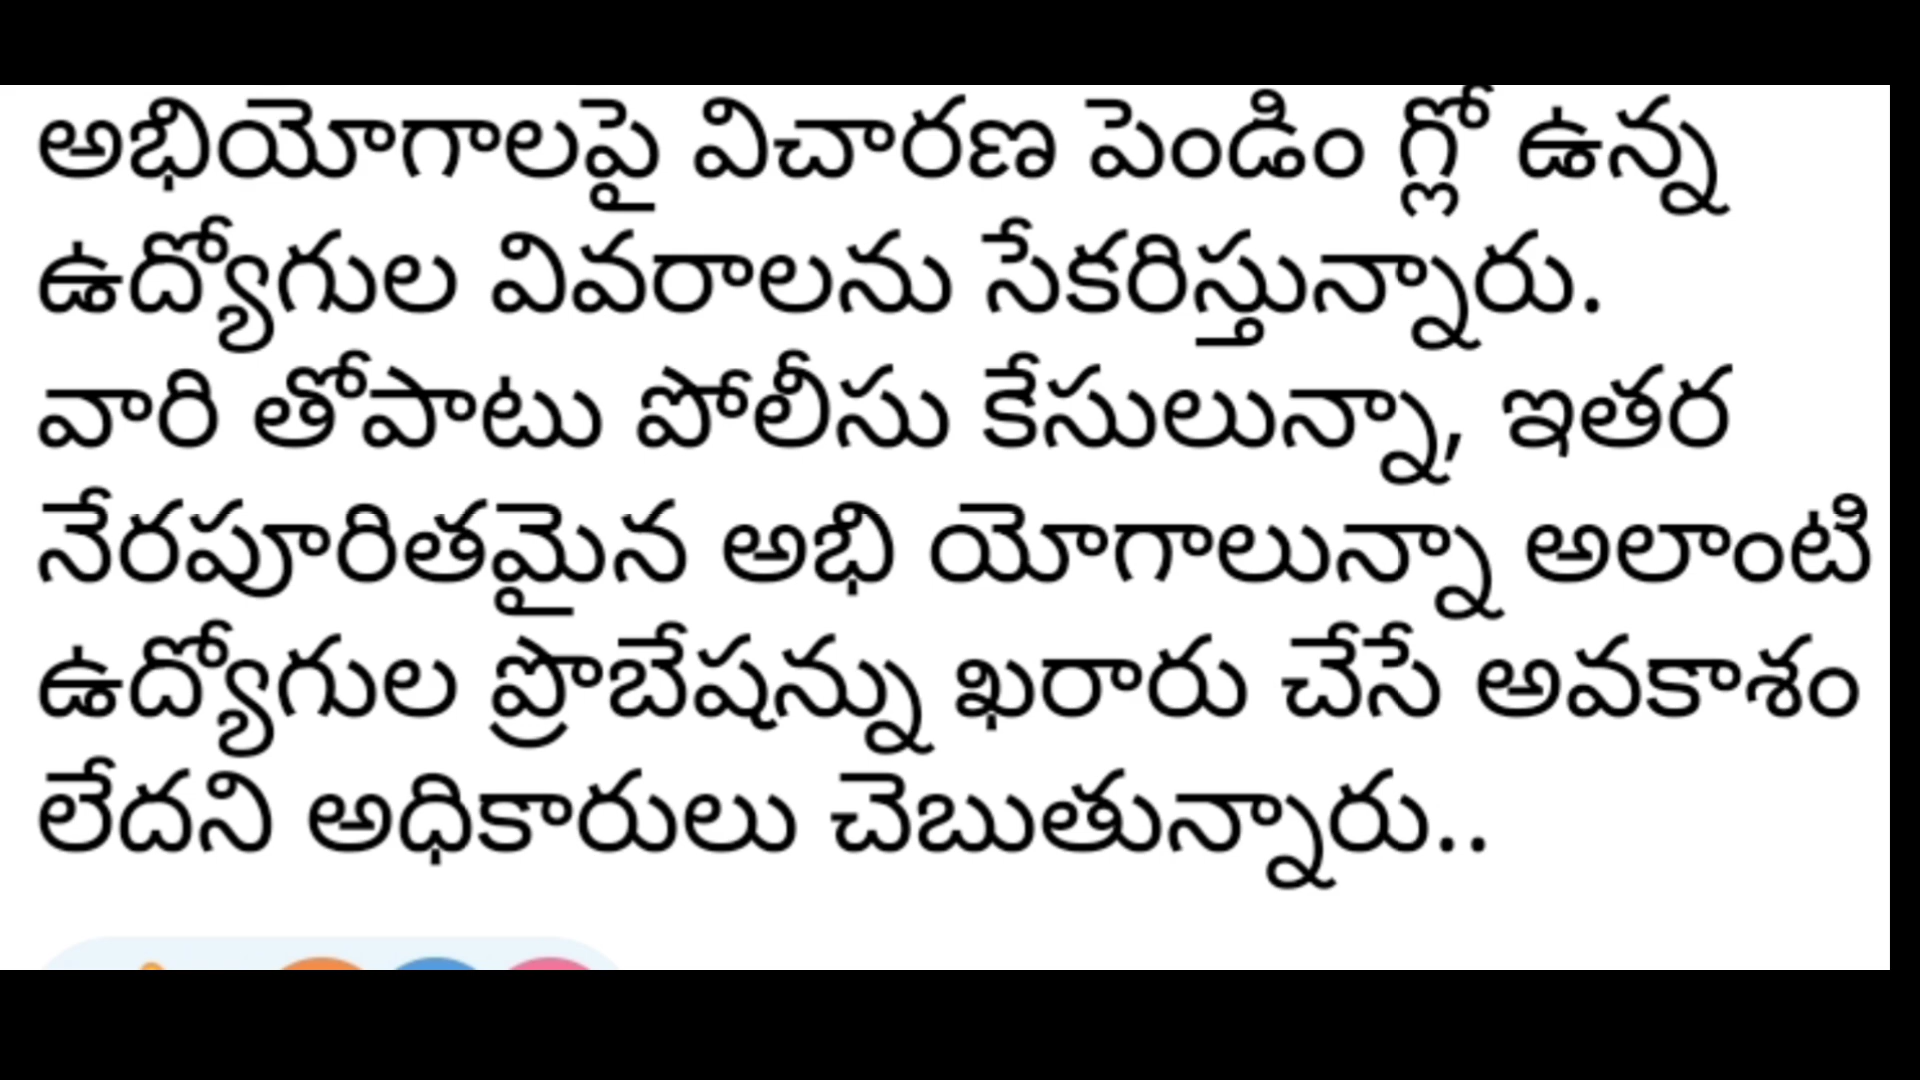 అభియోగాలపై విచారణ పెండిం గ్లో ఉన్న
ఉద్యోగుల వివరాలను సేకరిస్తున్నారు.
వారి తోపాటు పోలీసు కేసులున్నా, ఇతర
నేరపూరితమైన అభి యోగాలున్నా అలాంటి
ఉద్యోగుల ప్రొబేషన్ను ఖరారు చేసే అవకాశం
లేదని అధికారులు చెబుతున్నారు..